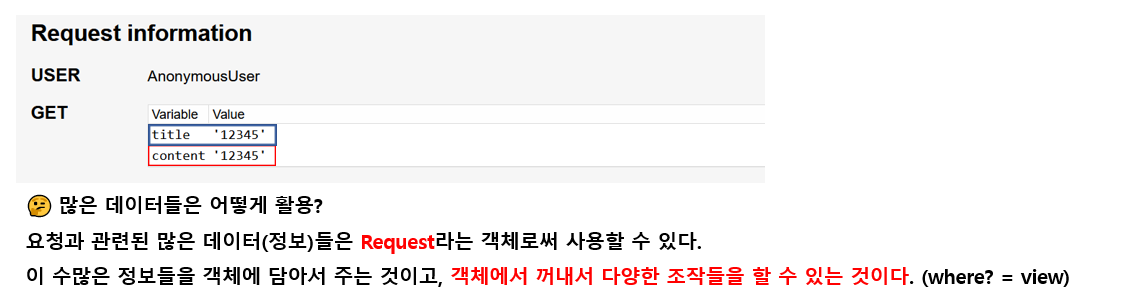 Request information
USER AnonymousUser
GET Variable Value
title '12345'
content '12345'
🤔 많은 데이터들은 어떻게 활용?
요청과 관련된 많은 데이터(정보)들은 Request라는 객체로써 사용할 수 있다.
이 수많은 정보들을 객체에 담아서 주는 것이고, 객체에서 꺼내서 다양한 조작들을 할 수 있는 것이다. (where? = view)